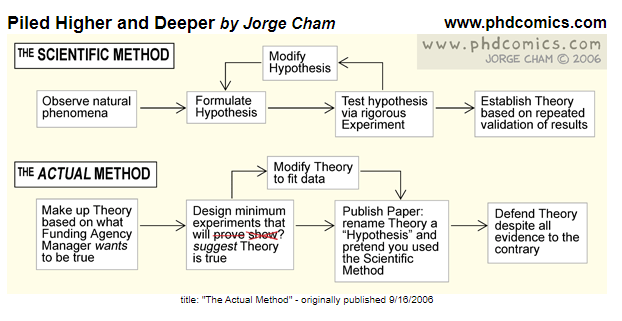 Piled Higher and Deeper by Jorge Cham
www.phdcomics.com
www.phdcomics.com
JORGE CHAM © 2006
THE SCIENTIFIC METHOD
Modify
Hypothesis
Observe natural
phenomena
Formulate
Hypothesis
Test hypothesis
via rigorous
Experiment
Establish Theory
based on repeated
validation of results
THE ACTUAL METHOD
Modify Theory
to fit data
Make up Theory
based on what
Funding Agency
Manager wants
to be true
Design minimum
experiments that
will prove show?
suggest Theory
is true
Publish Paper:
rename Theory a
“Hypothesis” and
pretend you used
the Scientific
Method
Defend Theory
despite all
evidence to the
contrary
title: "The Actual Method" - originally published 9/16/2006